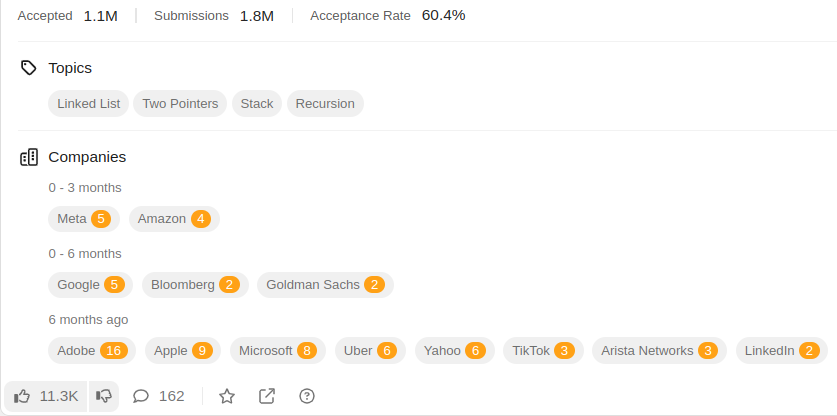 Accepted 1.1M Submissions 1.8M Acceptance Rate 60.4%
Topics
Linked List Two Pointers Stack Recursion
Companies
0 - 3 months
Meta 5 Amazon 4
0 - 6 months
Google 5 Bloomberg 2 Goldman Sachs 2
6 months ago
Adobe 16 Apple 9 Microsoft 8 Uber 6 Yahoo 6 TikTok 3 Arista Networks 3 LinkedIn 2
11.3K 162